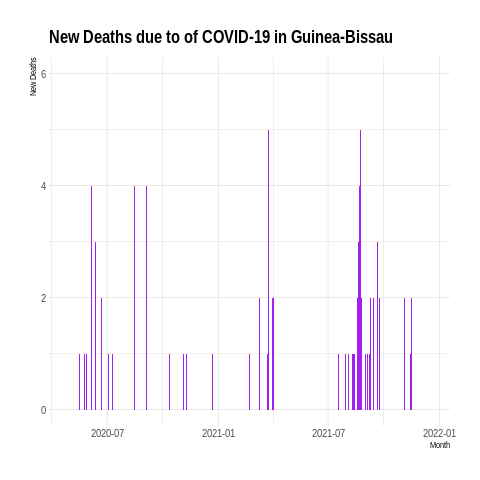 New Deaths due to of COVID-19 in Guinea-Bissau
New Deaths
6
4
2
0
2020-07 2021-01 2021-07 2022-01
Month